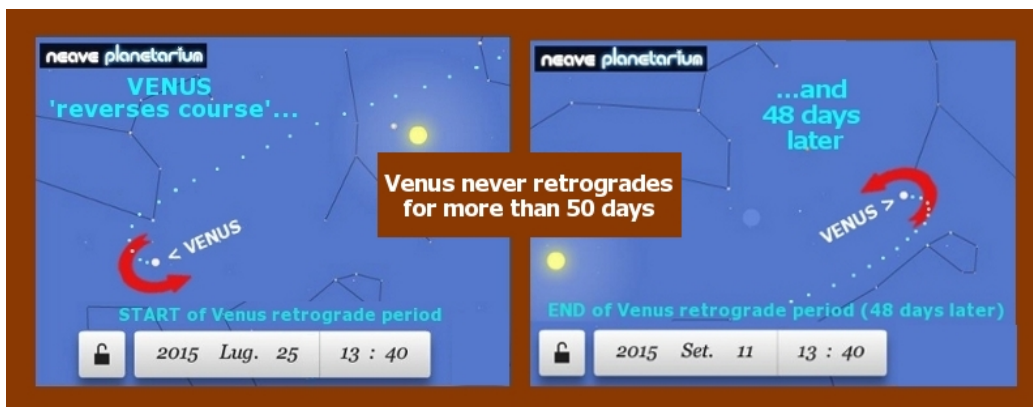 neave planetarium
VENUS
'reverses course'...
< VENUS
START of Venus retrograde period
2015 Lug. 25 13 : 40
Venus never retrogrades
for more than 50 days
neave planetarium
...and
48 days
later
VENUS >
END of Venus retrograde period (48 days later)
2015 Set. 11 13 : 40